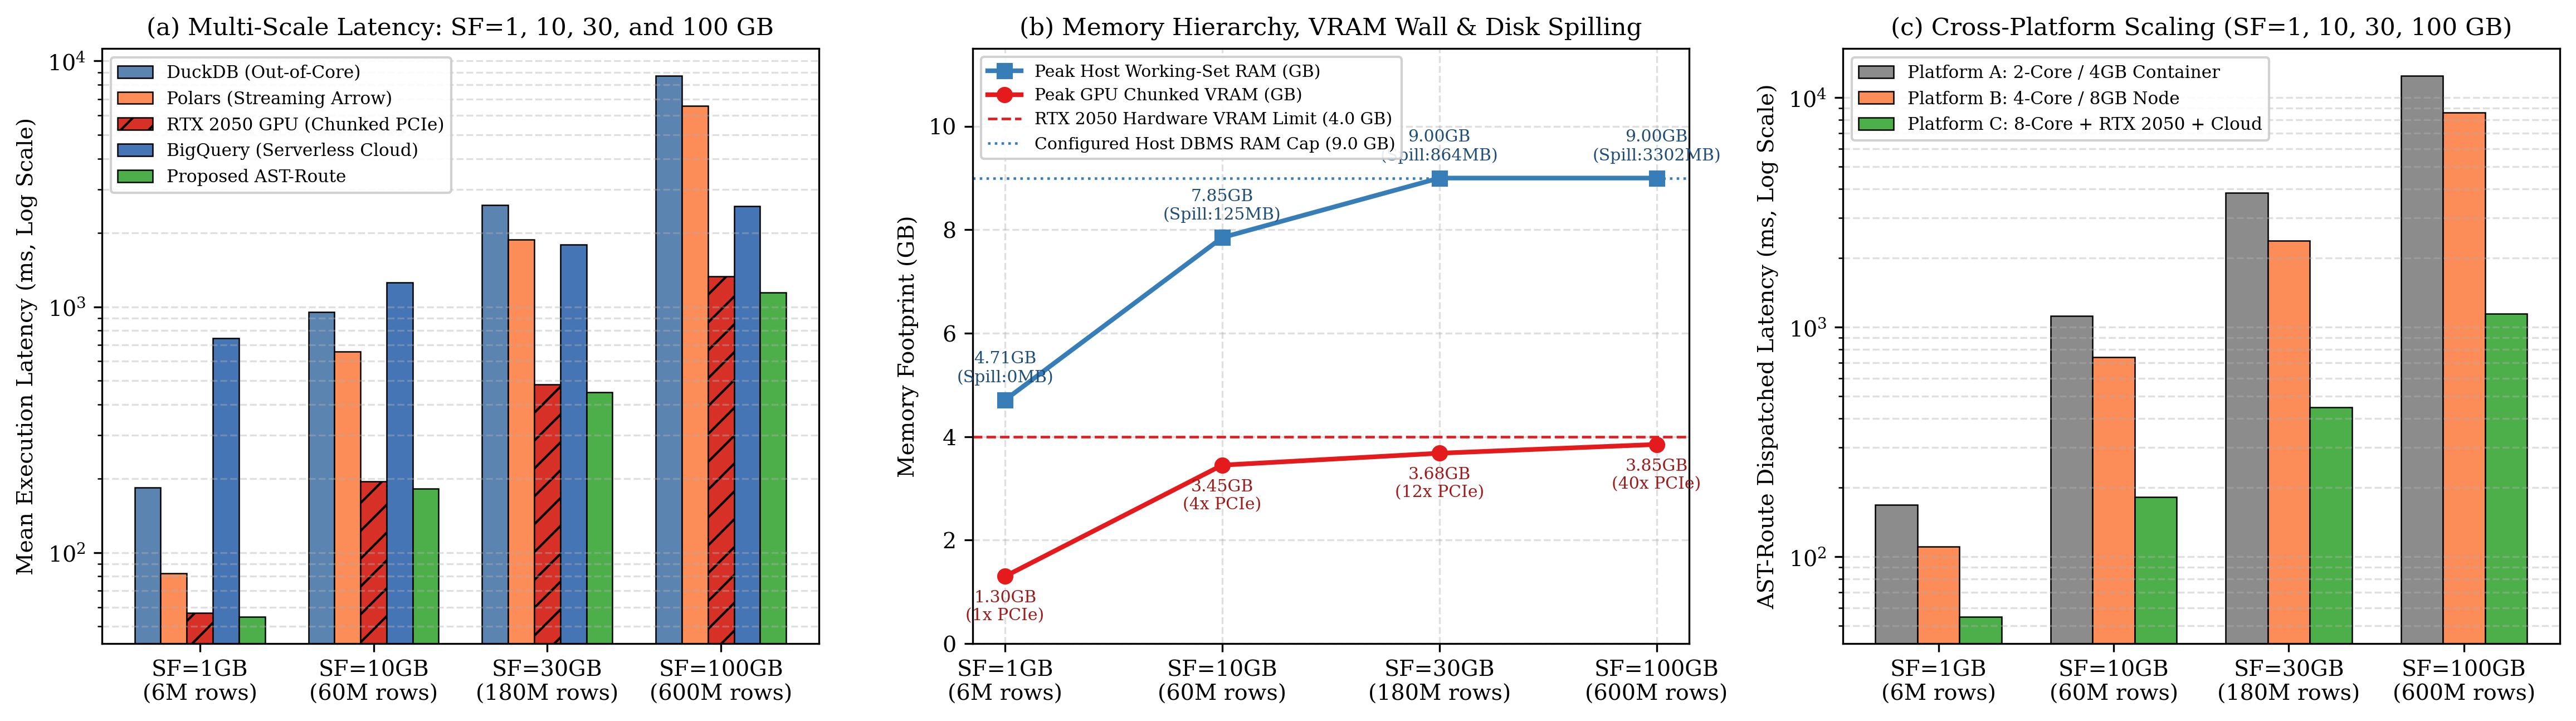 (a) Multi-Scale Latency: SF=1, 10, 30, and 100 GB
Mean Execution Latency (ms, Log Scale)
10^4
10^3
10^2
DuckDB (Out-of-Core)
Polars (Streaming Arrow)
RTX 2050 GPU (Chunked PCIe)
BigQuery (Serverless Cloud)
Proposed AST-Route
SF=1GB
(6M rows)
SF=10GB
(60M rows)
SF=30GB
(180M rows)
SF=100GB
(600M rows)
(b) Memory Hierarchy, VRAM Wall & Disk Spilling
Memory Footprint (GB)
10
8
6
4
2
0
Peak Host Working-Set RAM (GB)
Peak GPU Chunked VRAM (GB)
RTX 2050 Hardware VRAM Limit (4.0 GB)
Configured Host DBMS RAM Cap (9.0 GB)
4.71GB
(Spill:0MB)
7.85GB
(Spill:125MB)
9.00GB
(Spill:864MB)
9.00GB
(Spill:3302MB)
1.30GB
(1x PCIe)
3.45GB
(4x PCIe)
3.68GB
(12x PCIe)
3.85GB
(40x PCIe)
SF=1GB
(6M rows)
SF=10GB
(60M rows)
SF=30GB
(180M rows)
SF=100GB
(600M rows)
(c) Cross-Platform Scaling (SF=1, 10, 30, 100 GB)
AST-Route Dispatched Latency (ms, Log Scale)
10^4
10^3
10^2
Platform A: 2-Core / 4GB Container
Platform B: 4-Core / 8GB Node
Platform C: 8-Core + RTX 2050 + Cloud
SF=1GB
(6M rows)
SF=10GB
(60M rows)
SF=30GB
(180M rows)
SF=100GB
(600M rows)